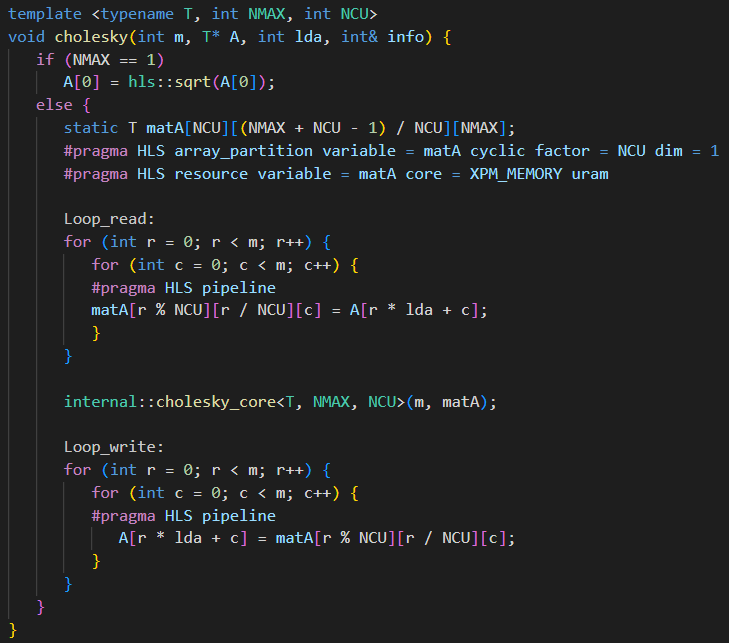 template <typename T, int NMAX, int NCU>
void cholesky(int m, T* A, int lda, int& info) {
    if (NMAX == 1)
        A[0] = hls::sqrt(A[0]);
    else {
        static T matA[NCU][(NMAX + NCU - 1) / NCU][NMAX];
        #pragma HLS array_partition variable = matA cyclic factor = NCU dim = 1
        #pragma HLS resource variable = matA core = XPM_MEMORY uram

        Loop_read:
        for (int r = 0; r < m; r++) {
            for (int c = 0; c < m; c++) {
            #pragma HLS pipeline
            matA[r % NCU][r / NCU][c] = A[r * lda + c];
            }
        }

        internal::cholesky_core<T, NMAX, NCU>(m, matA);

        Loop_write:
        for (int r = 0; r < m; r++) {
            for (int c = 0; c < m; c++) {
            #pragma HLS pipeline
                A[r * lda + c] = matA[r % NCU][r / NCU][c];
            }
        }
    }
}